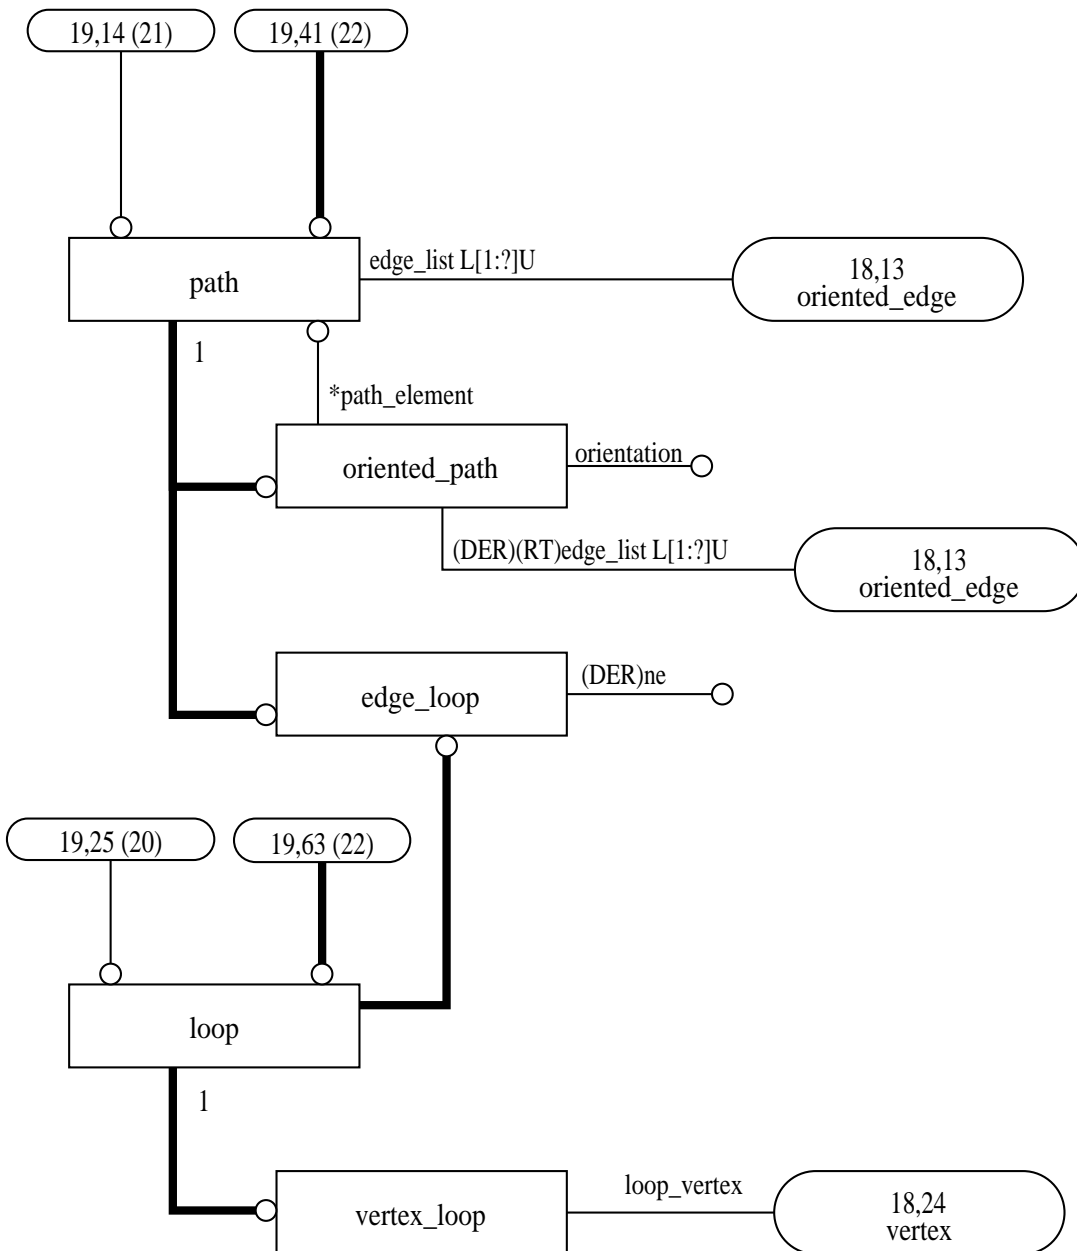 19,14 (21)
19,41 (22)
edge_list L[1:?]U
path
18,13
oriented_edge
1
*path_element
oriented_path
orientation
(DER)(RT)edge_list L[1:?]U
18,13
oriented_edge
edge_loop
(DER)ne
19,25 (20)
19,63 (22)
loop
1
vertex_loop
loop_vertex
18,24
vertex